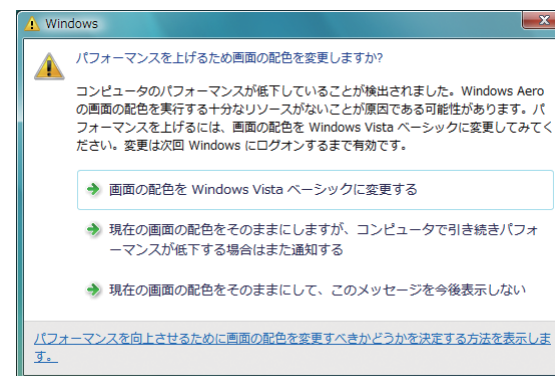 Windows
パフォーマンスを上げるため画面の配色を変更しますか?
コンピュータのパフォーマンスが低下していることが検出されました。Windows Aero
の画面の配色を実行する十分なリソースがないことが原因である可能性があります。パ
フォーマンスを上げるには、画面の配色を Windows Vista ベーシックに変更してみてく
ださい。変更は次回 Windows にログオンするまで有効です。
画面の配色を Windows Vista ベーシックに変更する
現在の画面の配色をそのままにしますが、コンピュータで引き続きパフォ
ーマンスが低下する場合はまた通知する
現在の画面の配色をそのままにして、このメッセージを今後表示しない
パフォーマンスを向上させるために画面の配色を変更すべきかどうかを決定する方法を表示しま
す。